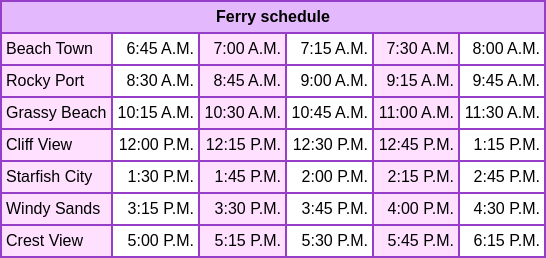 Ferry schedule
Beach Town 6:45 A.M. 7:00 A.M. 7:15 A.M. 7:30 A.M. 8:00 A.M.
Rocky Port 8:30 A.M. 8:45 A.M. 9:00 A.M. 9:15 A.M. 9:45 A.M.
Grassy Beach 10:15 A.M. 10:30 A.M. 10:45 A.M. 11:00 A.M. 11:30 A.M.
Cliff View 12:00 P.M. 12:15 P.M. 12:30 P.M. 12:45 P.M. 1:15 P.M.
Starfish City 1:30 P.M. 1:45 P.M. 2:00 P.M. 2:15 P.M. 2:45 P.M.
Windy Sands 3:15 P.M. 3:30 P.M. 3:45 P.M. 4:00 P.M. 4:30 P.M.
Crest View 5:00 P.M. 5:15 P.M. 5:30 P.M. 5:45 P.M. 6:15 P.M.